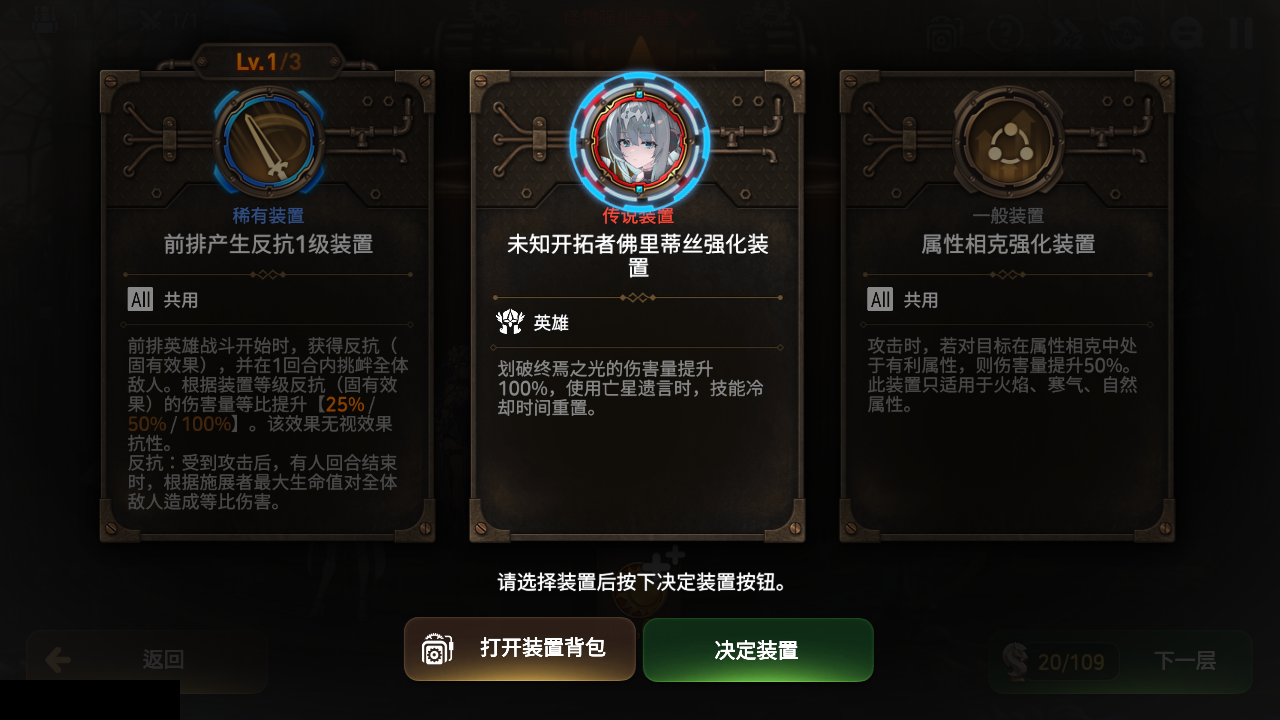 Lv.1/3
稀有装置
前排产生反抗1级装置
All 共用
前排英雄战斗开始时，获得反抗（
固有效果），并在1回合内挑衅全体
敌人。根据装置等级反抗（固有效
果）的伤害量等比提升【25% /
50% / 100%】。该效果无视效果
抗性。
反抗：受到攻击后，有人回合结束
时，根据施展者最大生命值对全体
敌人造成等比伤害。
传说装置
未知开拓者佛里蒂丝强化装
置
英雄
划破终焉之光的伤害量提升
100%，使用亡星遗言时，技能冷
却时间重置。
一般装置
属性相克强化装置
All 共用
攻击时，若对目标在属性相克中处
于有利属性，则伤害量提升50%。
此装置只适用于火焰、寒气、自然
属性。
请选择装置后按下决定装置按钮。
打开装置背包
决定装置
返回
20/109
下一层